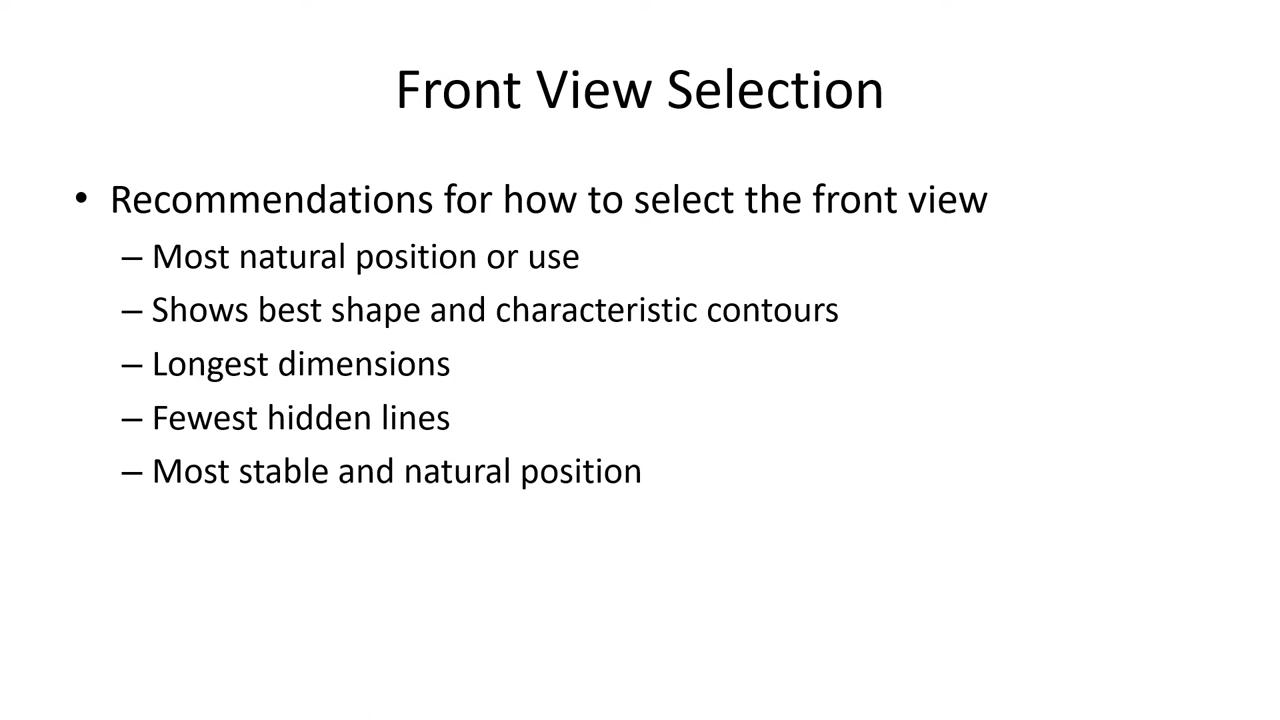 Front View Selection
• Recommendations for how to select the front view
– Most natural position or use
– Shows best shape and characteristic contours
– Longest dimensions
– Fewest hidden lines
– Most stable and natural position